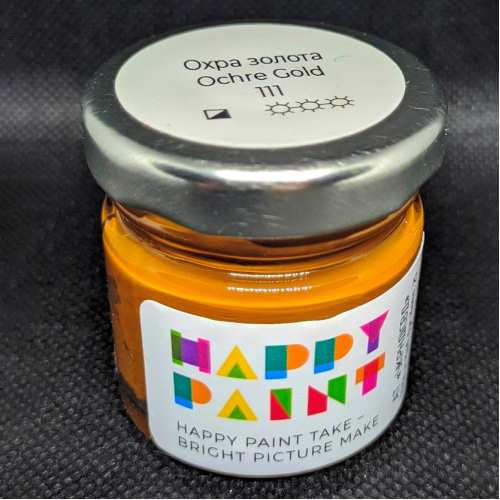 Охра золота
Ochre Gold
111
HAPPY
PAINT
HAPPY PAINT TAKE –
BRIGHT PICTURE MAKE